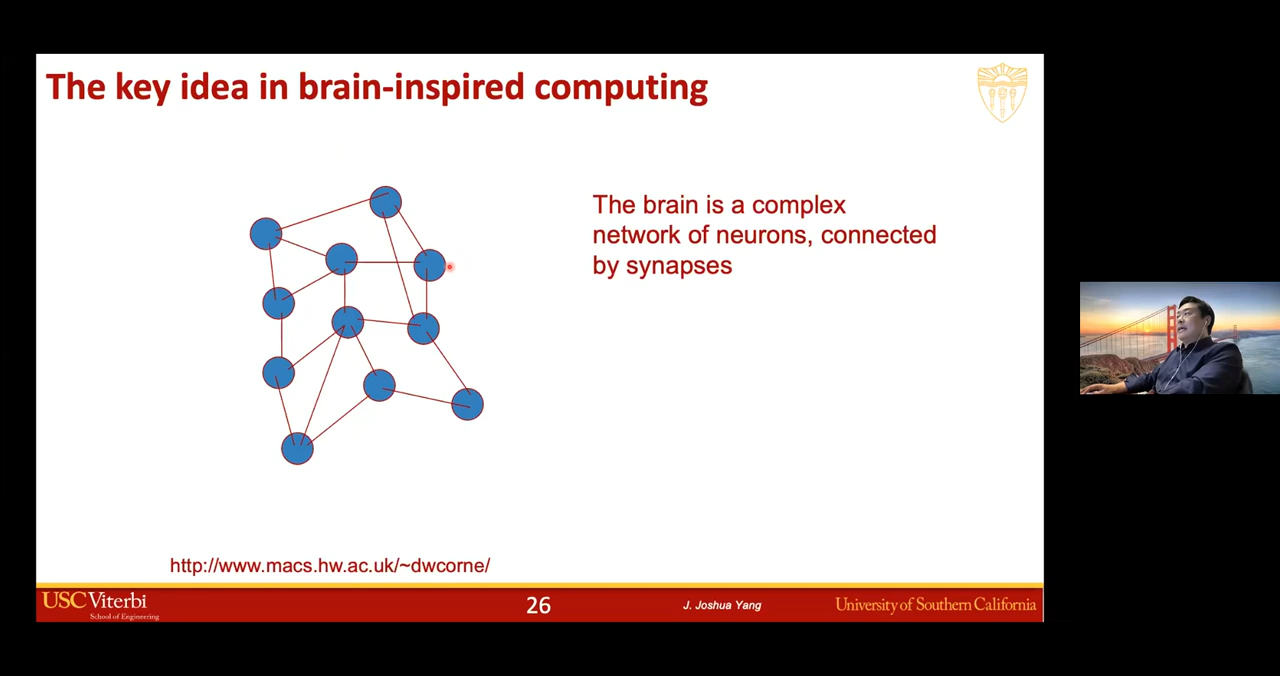 The key idea in brain-inspired computing
The brain is a complex
network of neurons, connected
by synapses
http://www.macs.hw.ac.uk/~dwcorne/
USC Viterbi
School of Engineering
26
J. Joshua Yang
University of Southern California